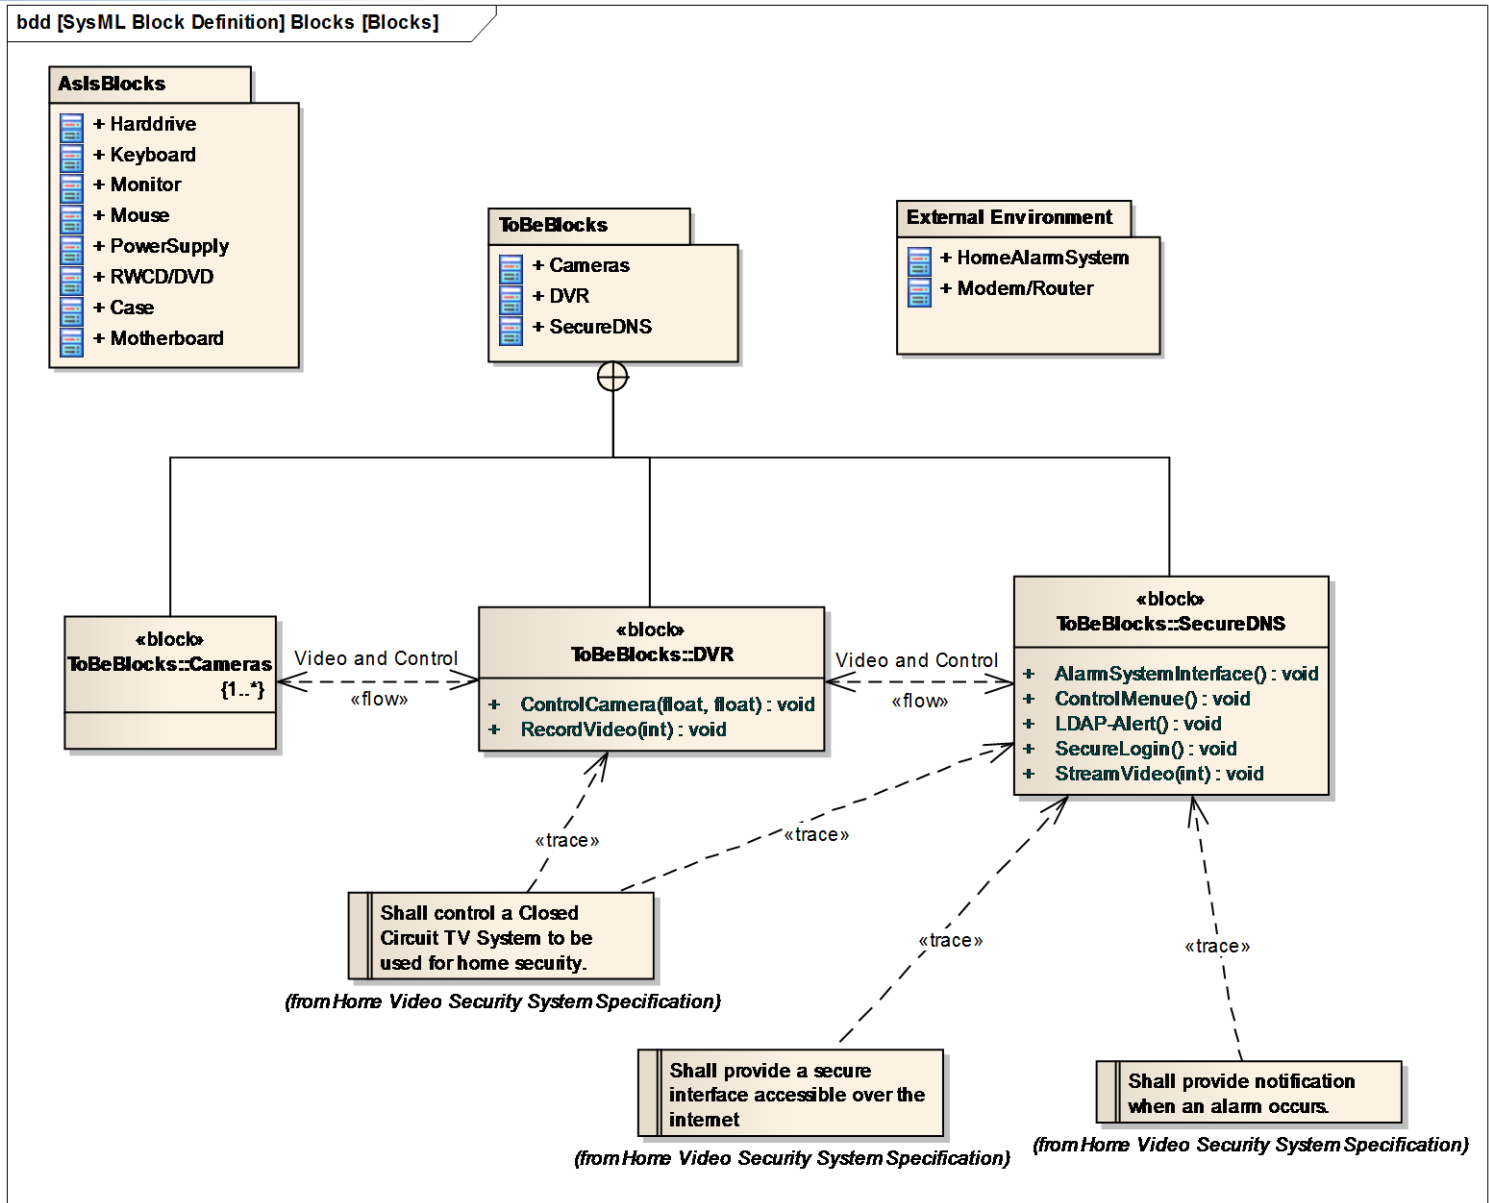 bdd [SysML Block Definition] Blocks [Blocks]
AsIsBlocks
+ Harddrive
+ Keyboard
+ Monitor
+ Mouse
+ PowerSupply
+ RWCD/DVD
+ Case
+ Motherboard
ToBeBlocks
+ Cameras
+ DVR
+ SecureDNS
External Environment
+ HomeAlarmSystem
+ Modem/Router
«block»
ToBeBlocks::Cameras
{1..*}
Video and Control
«flow»
«block»
ToBeBlocks::DVR
+ ControlCamera(float, float) : void
+ RecordVideo(int) : void
Video and Control
«flow»
«block»
ToBeBlocks::SecureDNS
+ AlarmSystemInterface() : void
+ ControlMenue() : void
+ LDAP-Alert() : void
+ SecureLogin() : void
+ StreamVideo(int) : void
«trace»
«trace»
«trace»
«trace»
Shall control a Closed
Circuit TV System to be
used for home security.
(from Home Video Security System Specification)
Shall provide a secure
interface accessible over the
internet
(from Home Video Security System Specification)
Shall provide notification
when an alarm occurs.
(from Home Video Security System Specification)